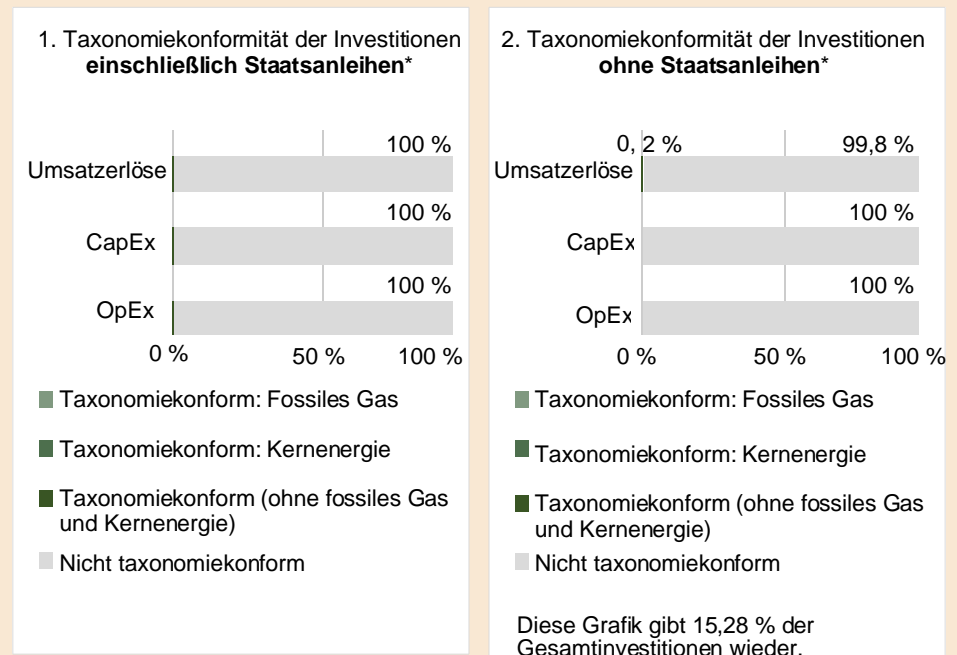 1. Taxonomiekonformität der Investitionen
einschließlich Staatsanleihen*
100 %
Umsatzerlöse
100 %
CapEx
100 %
OpEx
0 % 50 % 100 %
Taxonomiekonform: Fossiles Gas
Taxonomiekonform: Kernenergie
Taxonomiekonform (ohne fossiles Gas
und Kernenergie)
Nicht taxonomiekonform
2. Taxonomiekonformität der Investitionen
ohne Staatsanleihen*
0, 2 % 99,8 %
Umsatzerlöse
100 %
CapEx
100 %
OpEx
0 % 50 % 100 %
Taxonomiekonform: Fossiles Gas
Taxonomiekonform: Kernenergie
Taxonomiekonform (ohne fossiles Gas
und Kernenergie)
Nicht taxonomiekonform
Diese Grafik gibt 15,28 % der
Gesamtinvestitionen wieder.